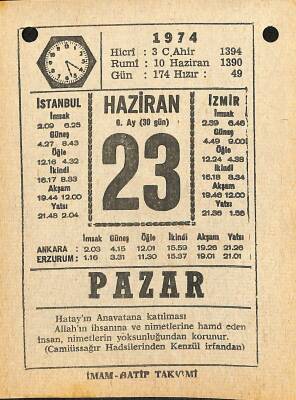 1974
Hicrî : 3 C Ahir 1394
Rumî : 10 Haziran 1390
Gün : 174 Hızır : 49
İSTANBUL
İmsak
2.09 6.25
Güneş
4.27 8.43
Öğle
12.16 4.32
İkindi
16.17 8.33
Akşam
19.44 12.00
Yatsı
21.48 2.04
HAZİRAN
6. Ay (30 gün)
23
İZMİR
İmsak
2.39 6.46
Güneş
4.49 9.00
Öğle
12.24 4.38
İkindi
16.18 8.34
Akşam
19.46 12.00
Yatsı
21.36 1.56
İmsak Güneş Öğle İkindi Akşam Yatsı
ANKARA : 2.03 4.15 12.01 15.59 19.26 21.26
ERZURUM : 1.16 3.31 11.30 15.37 19.01 21.01
PAZAR
Hatay'ın Anavatana katılması
Allah'ın ihsanına ve nimetlerine hamd eden
insan, nimetlerin yoksunluğundan korunur.
(Camiüssağır Hadislerinden Kenzül irfandan)
İMAM-HATİP TAKVİMİ